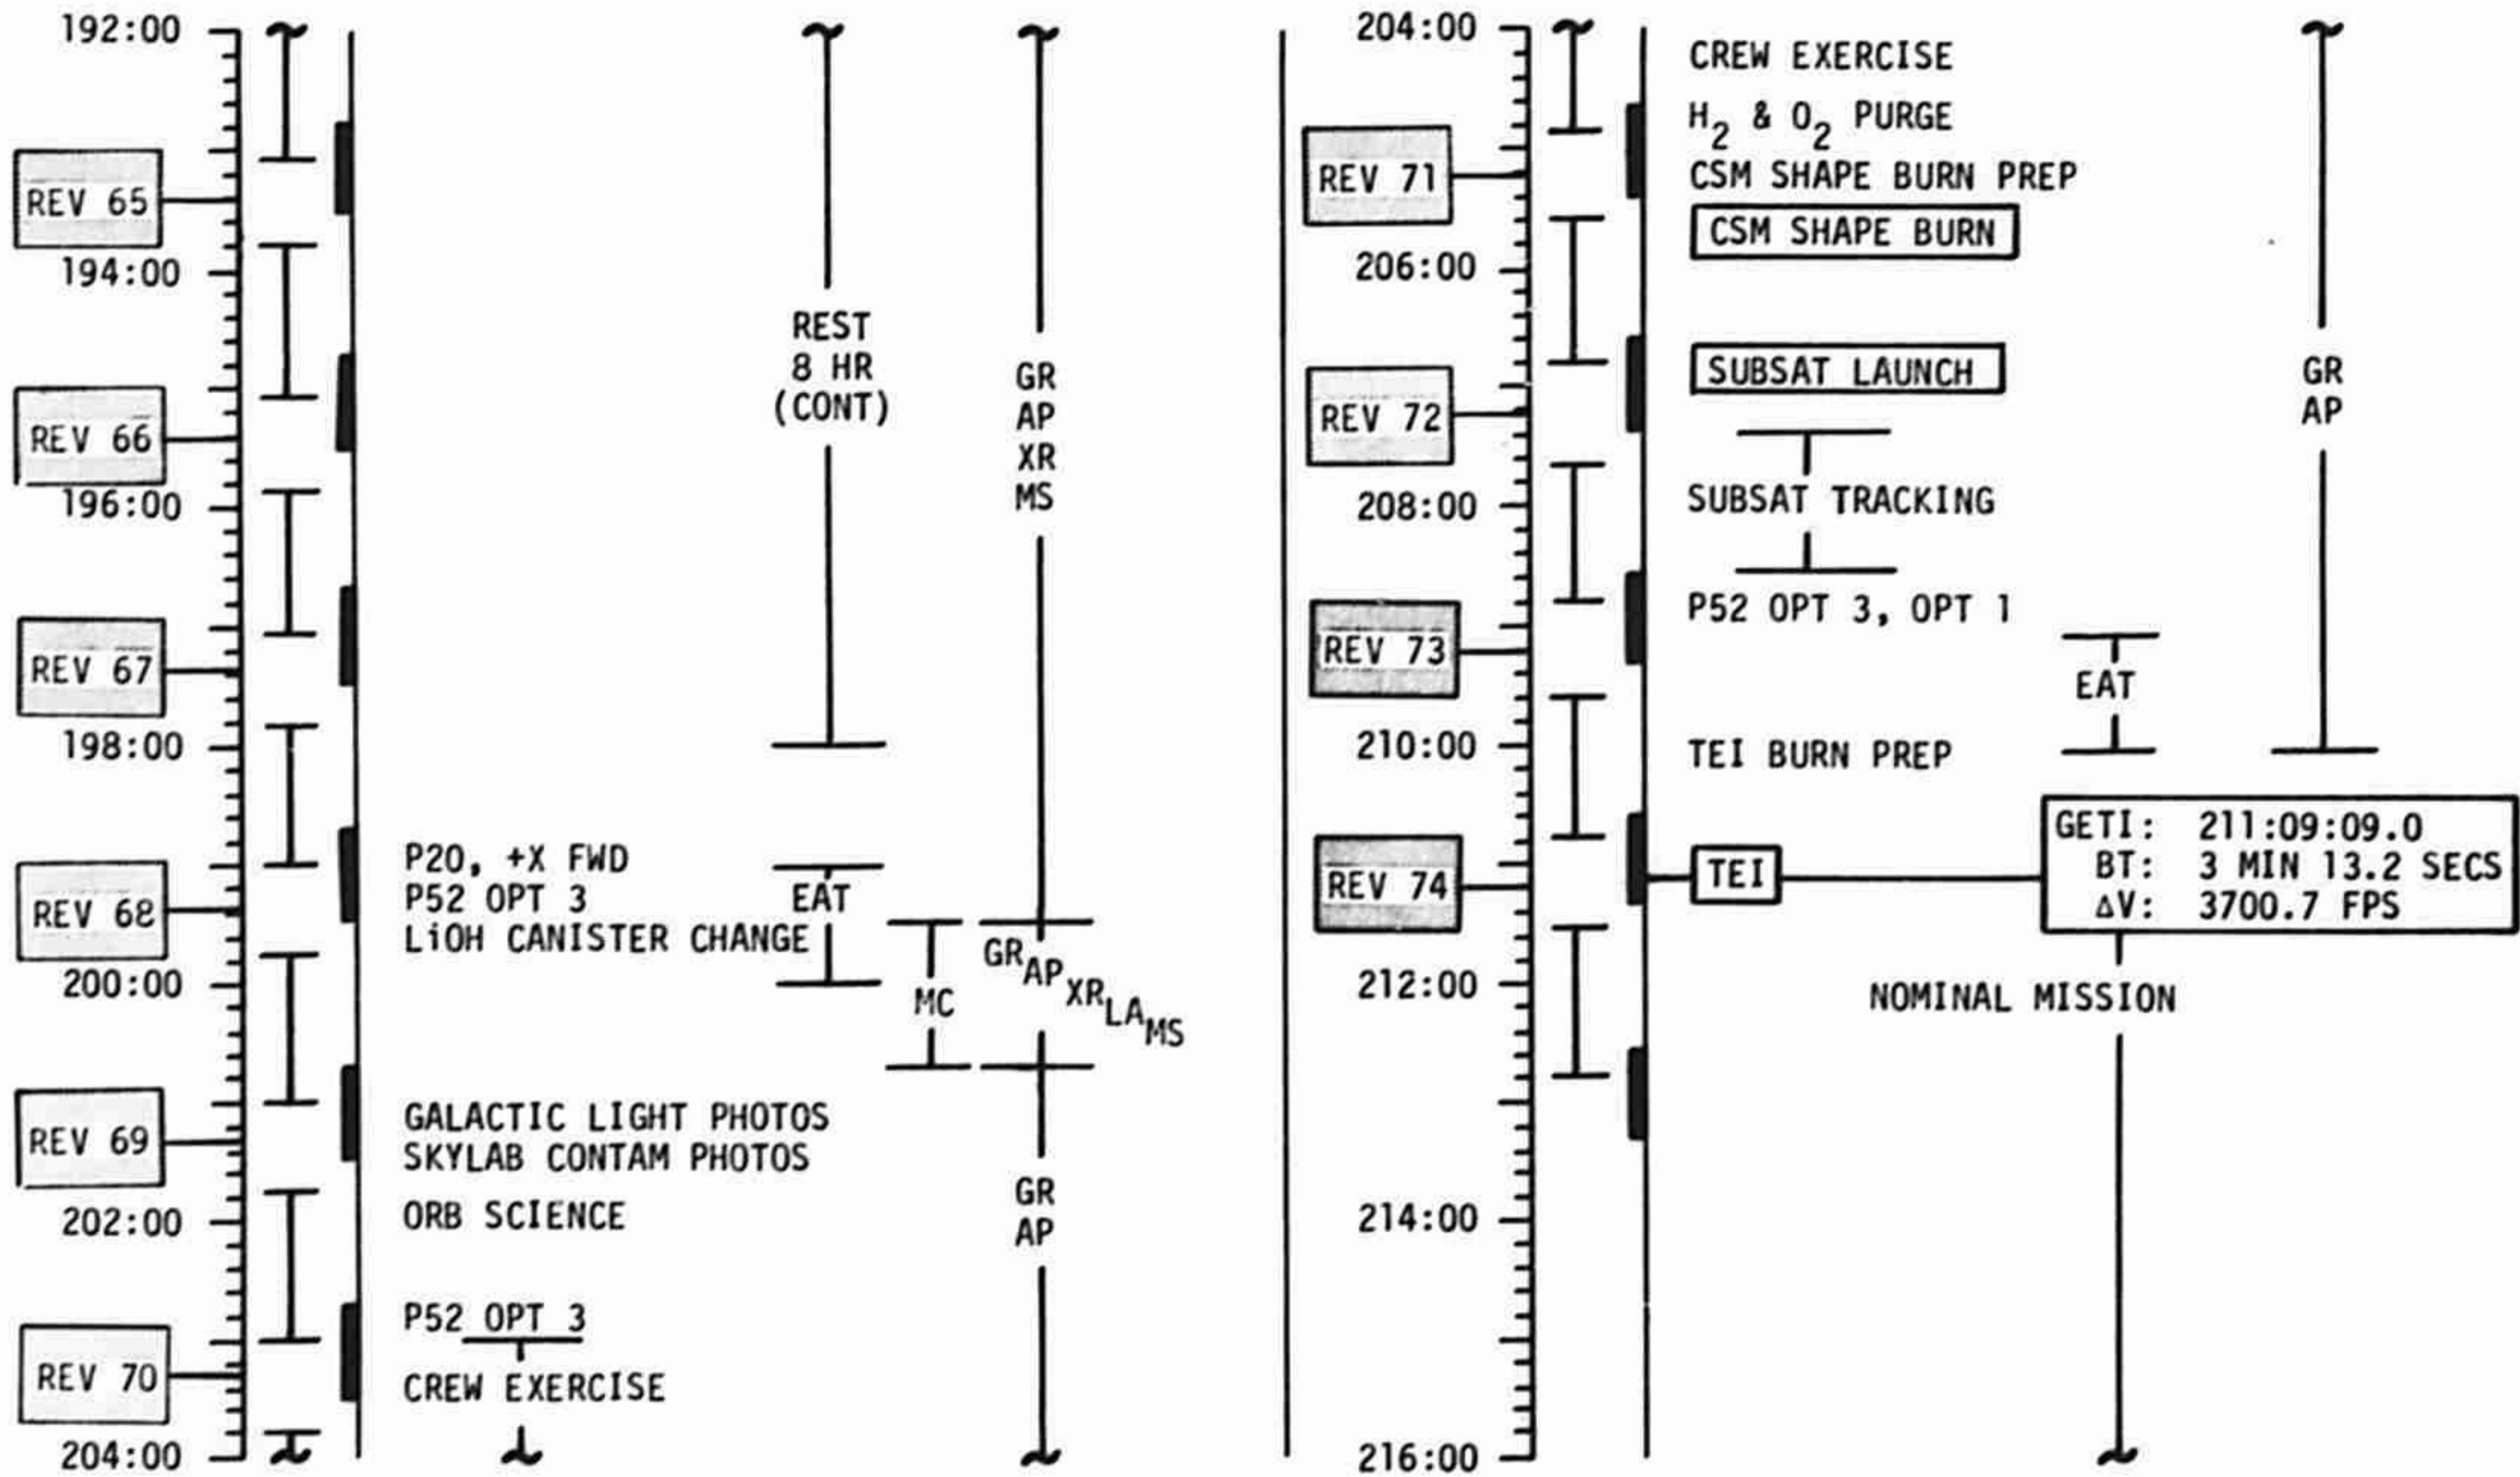 192:00
REV 65
194:00
REV 66
196:00
REV 67
198:00
REV 68
200:00
REV 69
202:00
REV 70
204:00
P20, +X FWD
P52 OPT 3
LiOH CANISTER CHANGE
GALACTIC LIGHT PHOTOS
SKYLAB CONTAM PHOTOS
ORB SCIENCE
P52 OPT 3
CREW EXERCISE
REST
8 HR
(CONT)
EAT
MC
GR
AP
XR
MS
GR AP XR LA MS
GR
AP
204:00
REV 71
206:00
REV 72
208:00
REV 73
210:00
REV 74
212:00
214:00
216:00
CREW EXERCISE
H2 & O2 PURGE
CSM SHAPE BURN PREP
CSM SHAPE BURN
SUBSAT LAUNCH
SUBSAT TRACKING
P52 OPT 3, OPT 1
TEI BURN PREP
TEI
GR
AP
EAT
GETI: 211:09:09.0
BT: 3 MIN 13.2 SECS
ΔV: 3700.7 FPS
NOMINAL MISSION